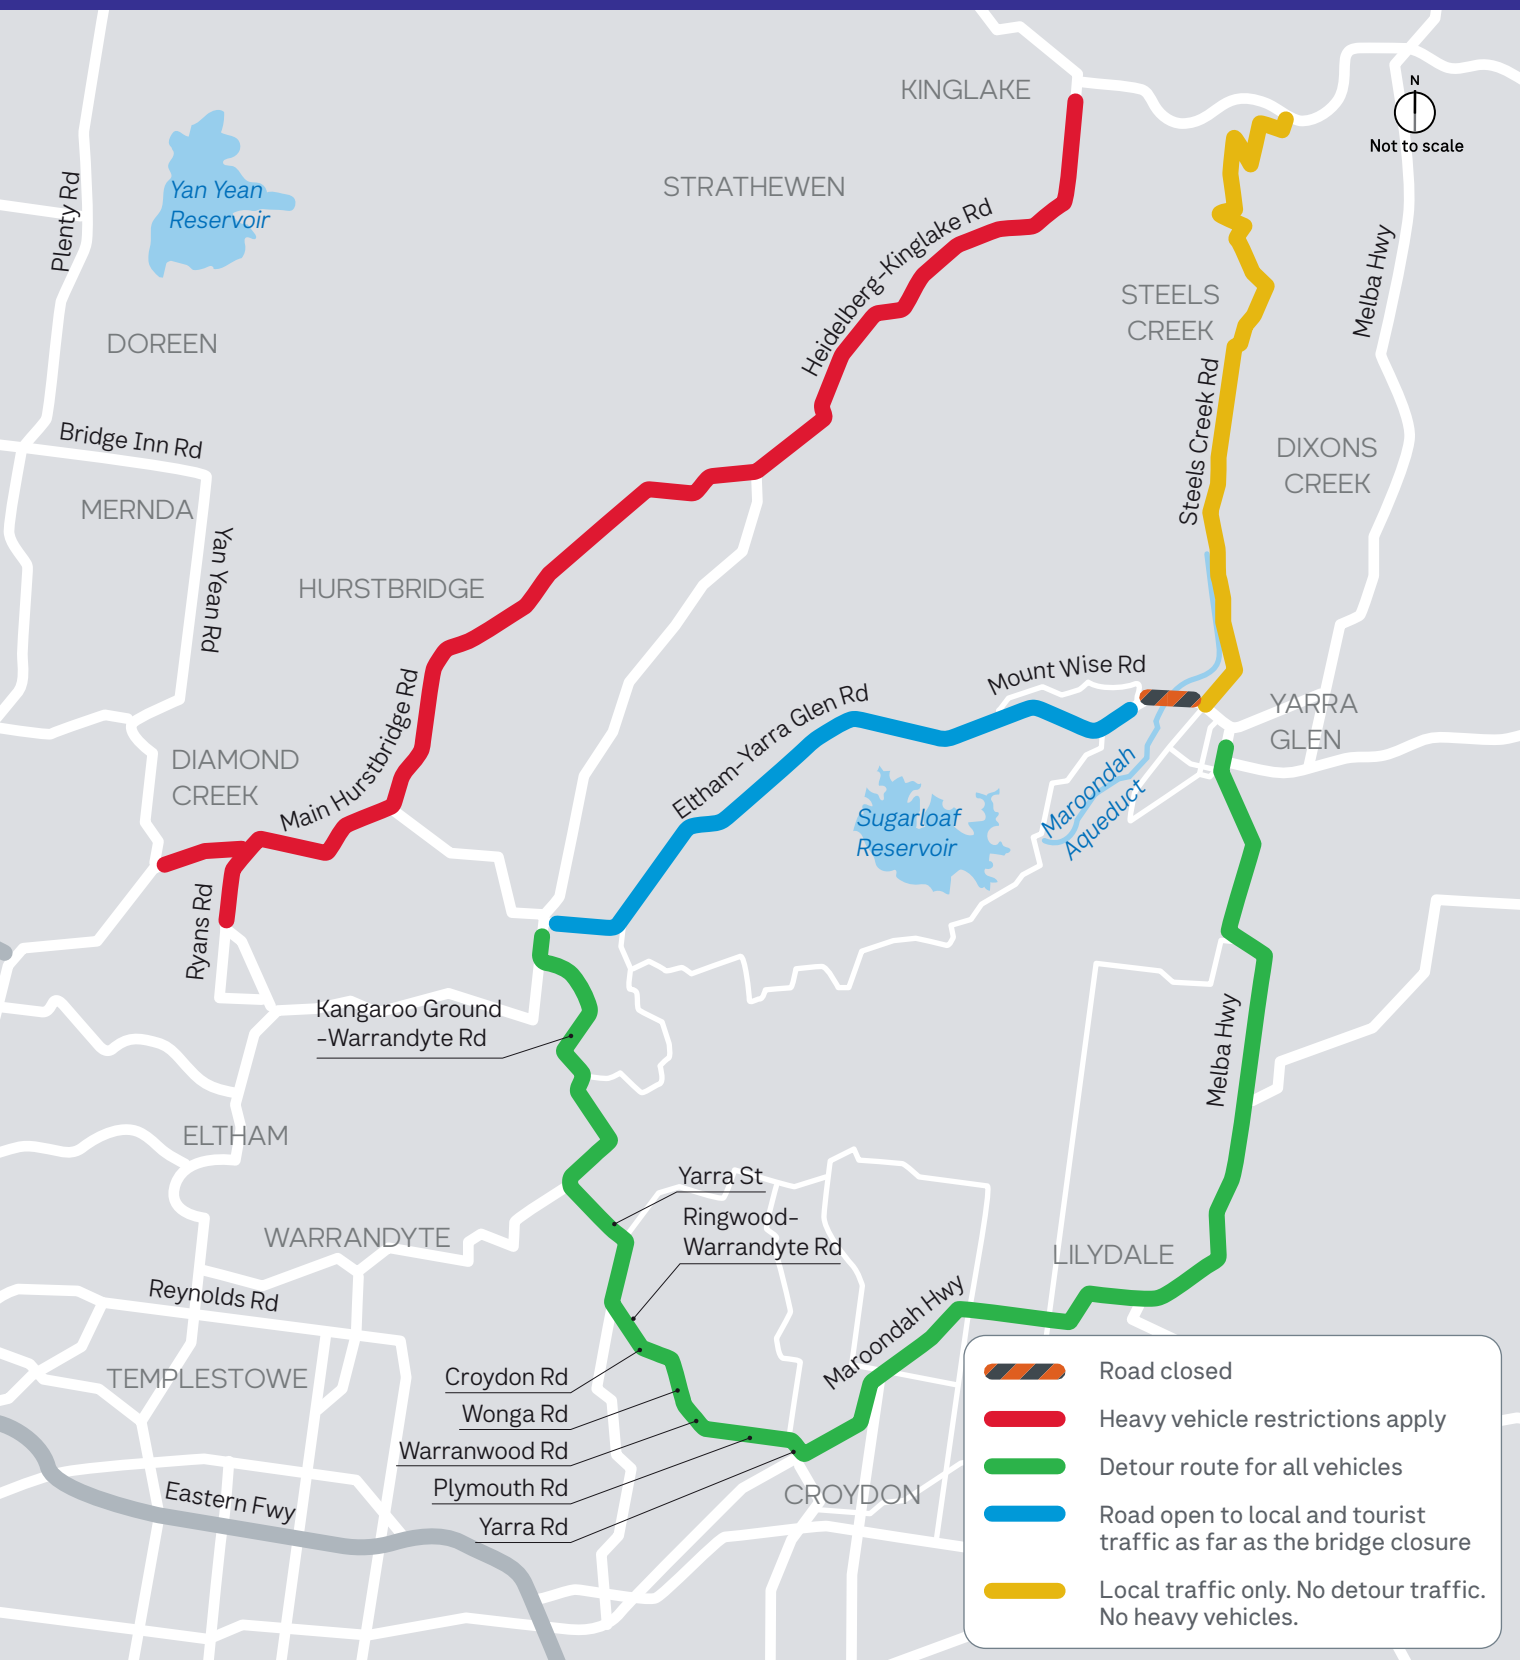 KINGLAKE
N
Not to scale
STRATHEWEN
Plenty Rd
Yan Yean
Reservoir
Heidelberg-Kinglake Rd
Melba Hwy
STEELS
CREEK
DOREEN
Steels Creek Rd
Bridge Inn Rd
DIXONS
CREEK
MERNDA
Yan Yean Rd
HURSTBRIDGE
Mount Wise Rd
Main Hurstbridge Rd
Eltham-Yarra Glen Rd
YARRA
GLEN
DIAMOND
CREEK
Maroondah
Aqueduct
Sugarloaf
Reservoir
Ryans Rd
Kangaroo Ground
-Warrandyte Rd
Melba Hwy
ELTHAM
Yarra St
Ringwood-
Warrandyte Rd
WARRANDYTE
LILYDALE
Reynolds Rd
Maroondah Hwy
TEMPLESTOWE
Croydon Rd
Wonga Rd
Warranwood Rd
Plymouth Rd
Yarra Rd
CROYDON
Eastern Fwy
Road closed
Heavy vehicle restrictions apply
Detour route for all vehicles
Road open to local and tourist
traffic as far as the bridge closure
Local traffic only. No detour traffic.
No heavy vehicles.